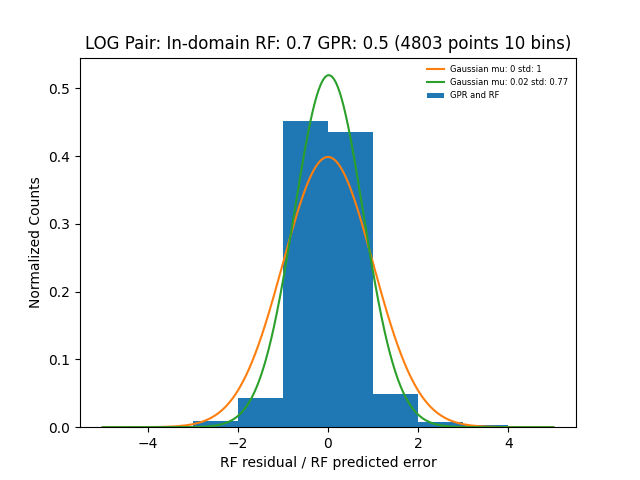 LOG Pair: In-domain RF: 0.7 GPR: 0.5 (4803 points 10 bins)
Gaussian mu: 0 std: 1
Gaussian mu: 0.02 std: 0.77
GPR and RF
Normalized Counts
0.5
0.4
0.3
0.2
0.1
0.0
−4
−2
0
2
4
RF residual / RF predicted error